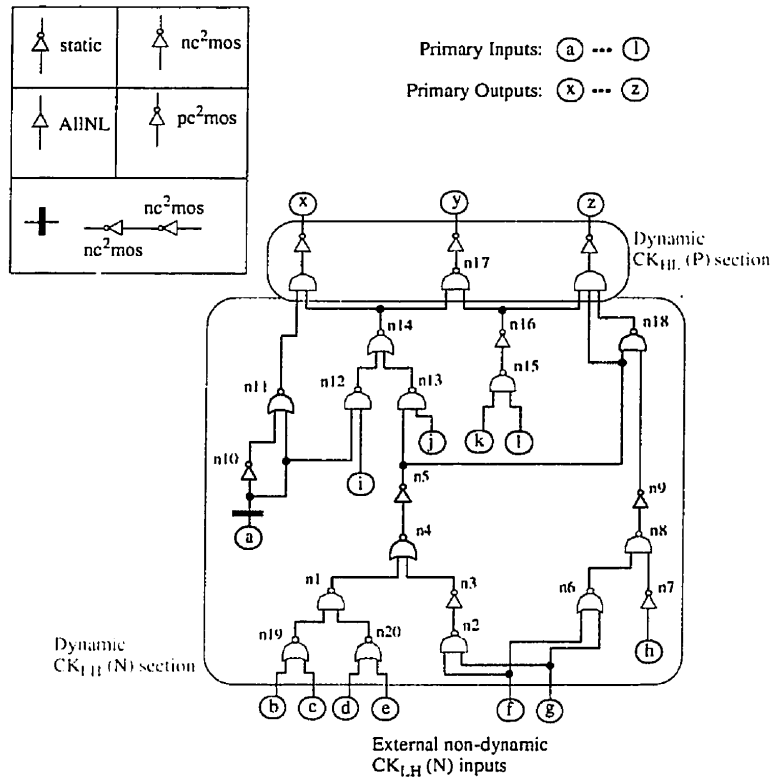 static
nc²mos
AllNL
pc²mos
nc²mos
nc²mos
Primary Inputs: a ••• l
Primary Outputs: x ••• z
x
y
z
n17
Dynamic
CK_HL (P) section
n14
n16
n18
n11
n12
n13
n15
j
k
l
n10
i
n5
n9
a
n4
n8
n1
n3
n6
n7
n2
Dynamic
CK_LH (N) section
n19
n20
h
b
c
d
e
f
g
External non-dynamic
CK_LH (N) inputs